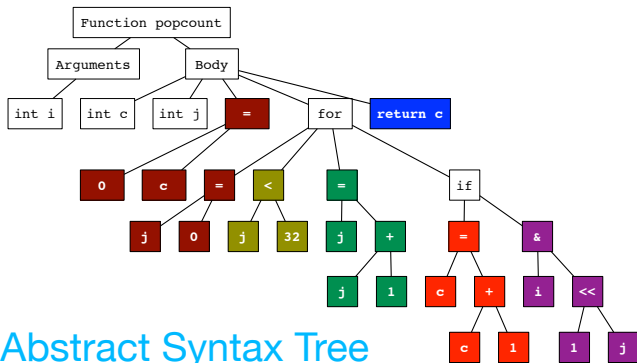 Function popcount
Arguments
Body
int i
int c
int j
=
for
return c
0
c
=
<
=
if
j
0
j
32
j
+
=
&
j
1
c
+
i
<<
c
1
1
j
Abstract Syntax Tree